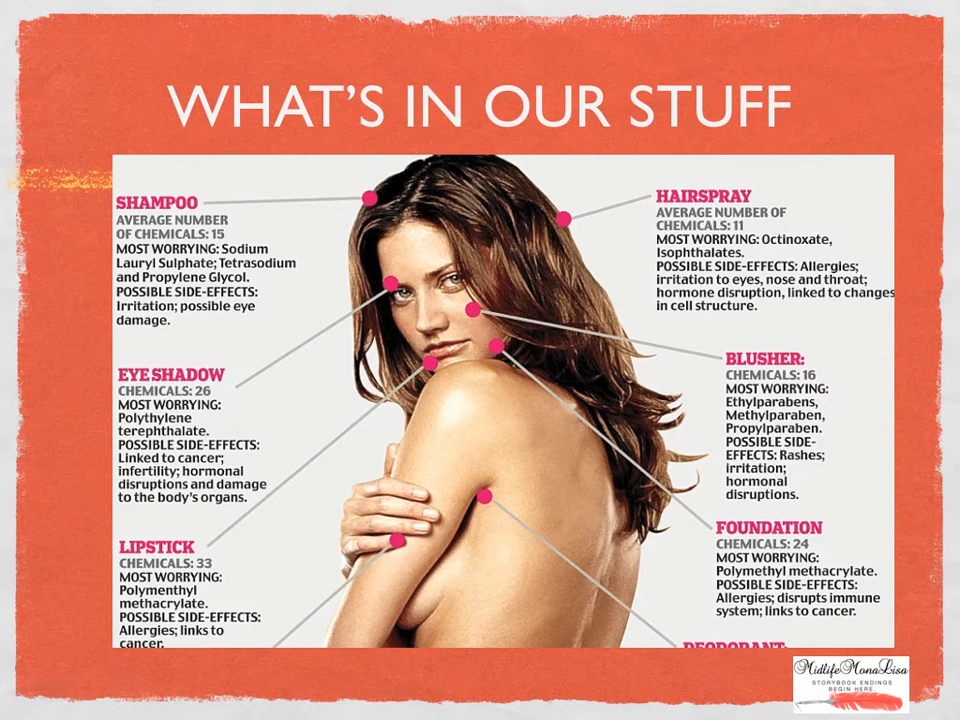 WHAT'S IN OUR STUFF
SHAMPOO
AVERAGE NUMBER
OF CHEMICALS: 15
MOST WORRYING: Sodium
Lauryl Sulphate; Tetrasodium
and Propylene Glycol.
POSSIBLE SIDE-EFFECTS:
Irritation; possible eye
damage.
EYE SHADOW
CHEMICALS: 26
MOST WORRYING:
Polythylene
terephthalate.
POSSIBLE SIDE-EFFECTS:
Linked to cancer;
infertility; hormonal
disruptions and damage
to the body's organs.
LIPSTICK
CHEMICALS: 33
MOST WORRYING:
Polymenthyl
methacrylate.
POSSIBLE SIDE-EFFECTS:
Allergies; links to
cancer.
HAIRSPRAY
AVERAGE NUMBER OF
CHEMICALS: 11
MOST WORRYING: Octinoxate,
Isophthalates.
POSSIBLE SIDE-EFFECTS: Allergies;
irritation to eyes, nose and throat;
hormone disruption, linked to changes
in cell structure.
BLUSHER:
CHEMICALS: 16
MOST WORRYING:
Ethylparabens,
Methylparaben,
Propylparaben.
POSSIBLE SIDE-
EFFECTS: Rashes;
irritation;
hormonal
disruptions.
FOUNDATION
CHEMICALS: 24
MOST WORRYING:
Polymethyl methacrylate.
POSSIBLE SIDE-EFFECTS:
Allergies; disrupts immune
system; links to cancer.
DEODORANT:
MidlifeMonaLisa
STORYBOOK ENDINGS
BEGIN HERE.